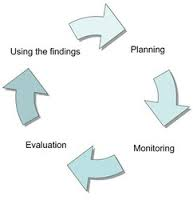 Using the findings
Planning
Evaluation
Monitoring